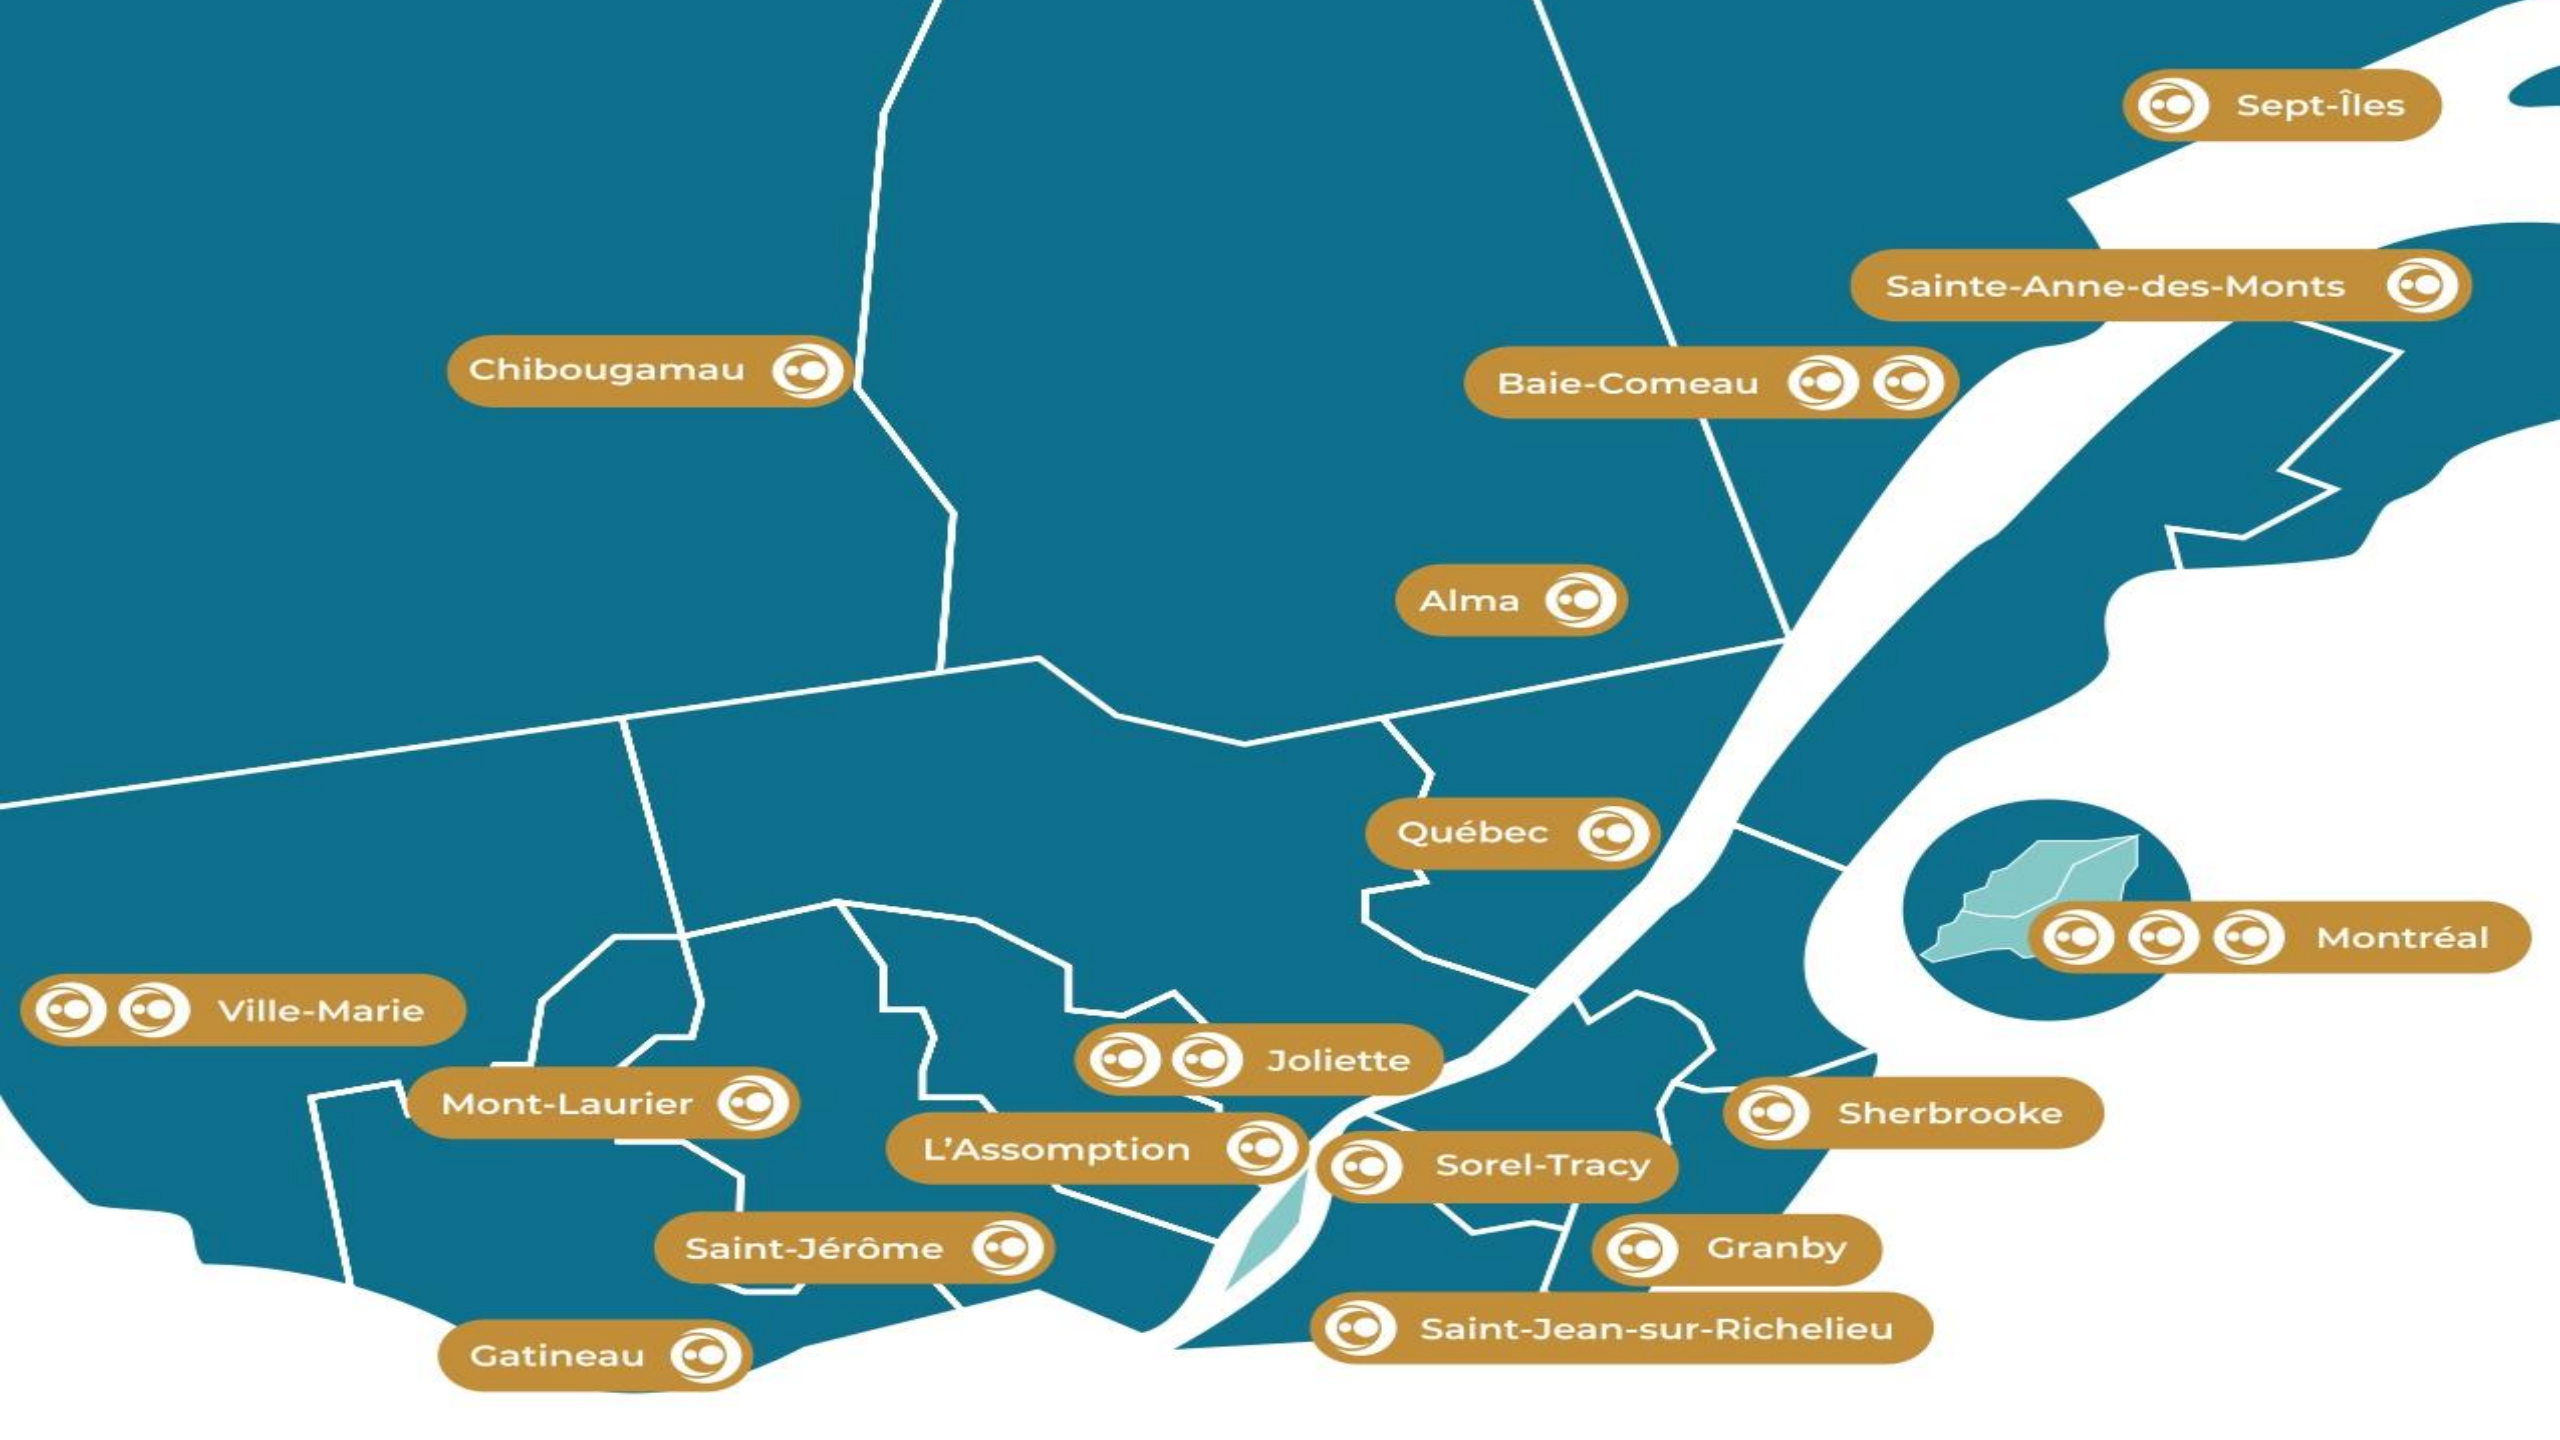 Sept-Îles
Sainte-Anne-des-Monts
Chibougamau
Baie-Comeau
Alma
Québec
Montréal
Ville-Marie
Joliette
Mont-Laurier
Sherbrooke
L’Assomption
Sorel-Tracy
Saint-Jérôme
Granby
Saint-Jean-sur-Richelieu
Gatineau